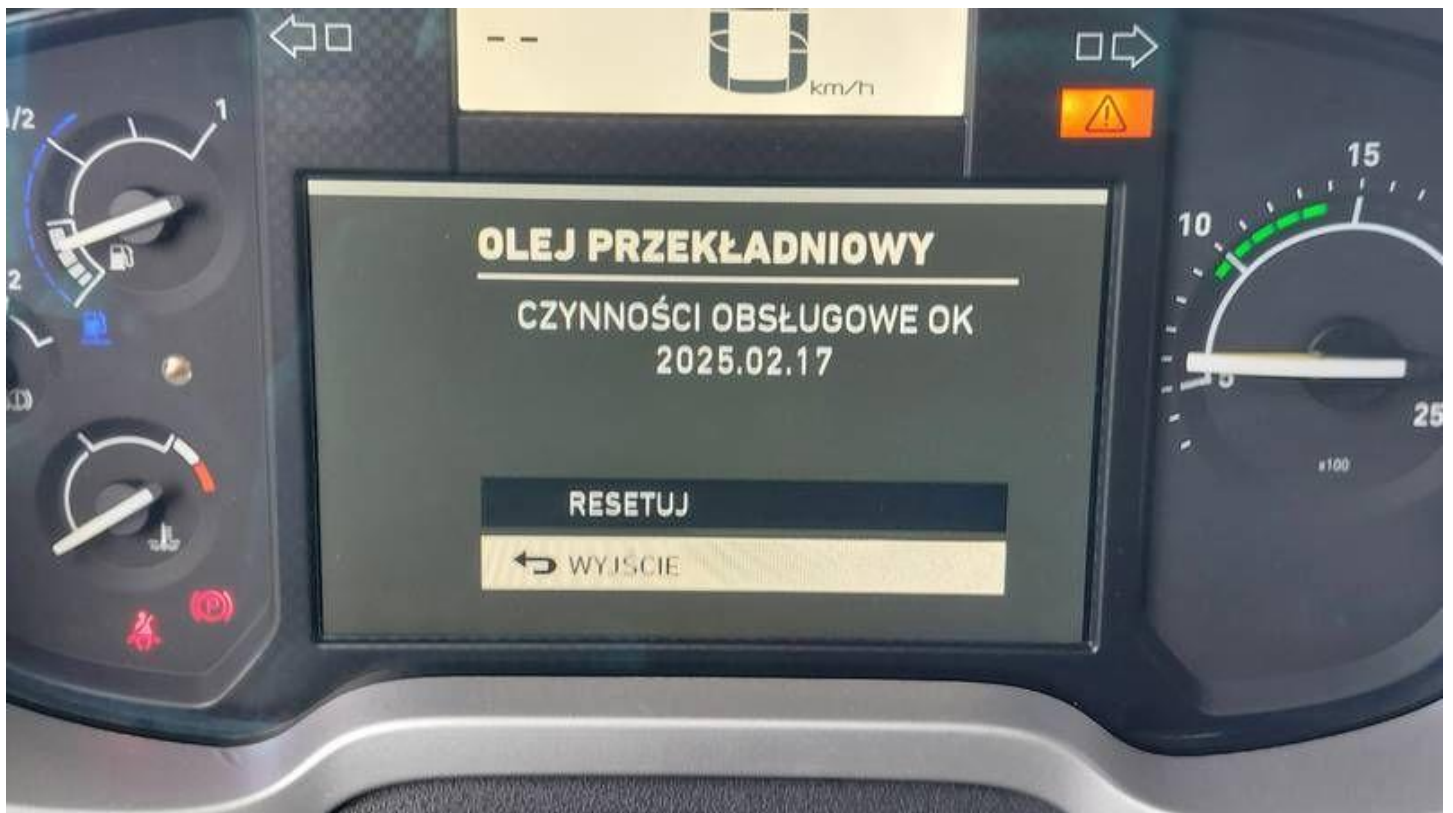 --
km/h
1/2
1
15
10
2
OLEJ PRZEKŁADNIOWY
CZYNNOŚCI OBSŁUGOWE OK
2025.02.17
5
25
x100
RESETUJ
WYJŚCIE
P